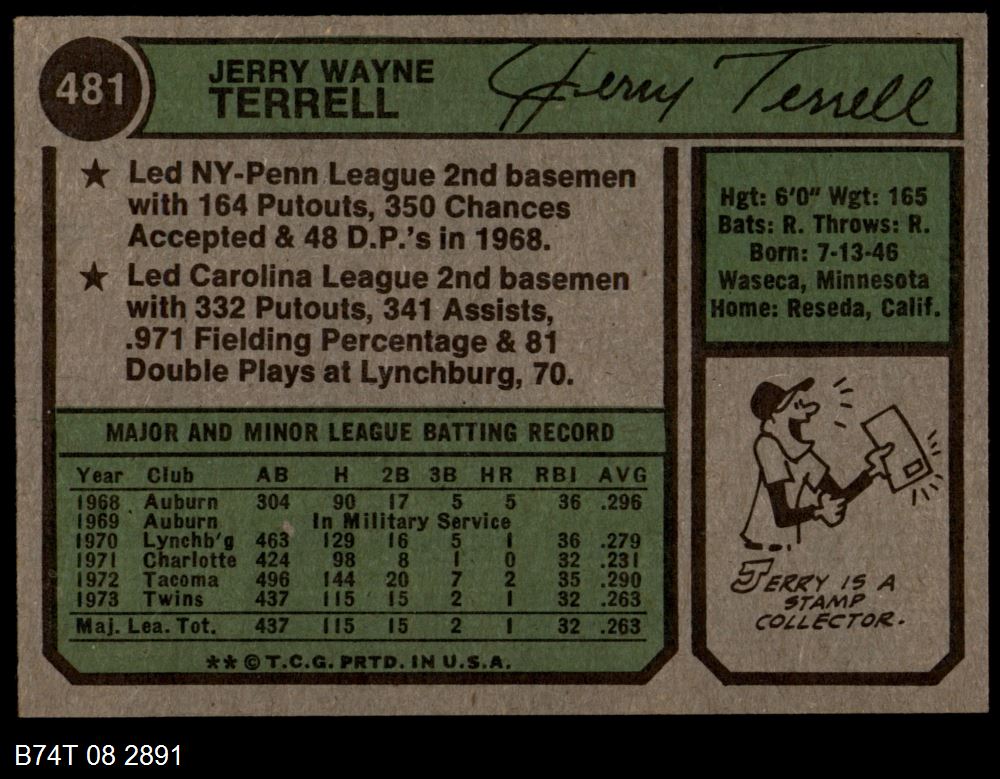 481
JERRY WAYNE
TERRELL
Jerry Terrell
★ Led NY-Penn League 2nd basemen
with 164 Putouts, 350 Chances
Accepted & 48 D.P.'s in 1968.
★ Led Carolina League 2nd basemen
with 332 Putouts, 341 Assists,
.971 Fielding Percentage & 81
Double Plays at Lynchburg, 70.
Hgt: 6'0" Wgt: 165
Bats: R. Throws: R.
Born: 7-13-46
Waseca, Minnesota
Home: Reseda, Calif.
MAJOR AND MINOR LEAGUE BATTING RECORD
Year Club AB H 2B 3B HR RBI AVG
1968 Auburn 304 90 17 5 5 36 .296
1969 Auburn In Military Service
1970 Lynchb'g 463 129 16 5 1 36 .279
1971 Charlotte 424 98 8 1 0 32 .231
1972 Tacoma 496 144 20 7 2 35 .290
1973 Twins 437 115 15 2 1 32 .263
Maj. Lea. Tot. 437 115 15 2 1 32 .263
** © T.C.G. PRTD. IN U.S.A.
JERRY IS A
STAMP
COLLECTOR.
B74T 08 2891